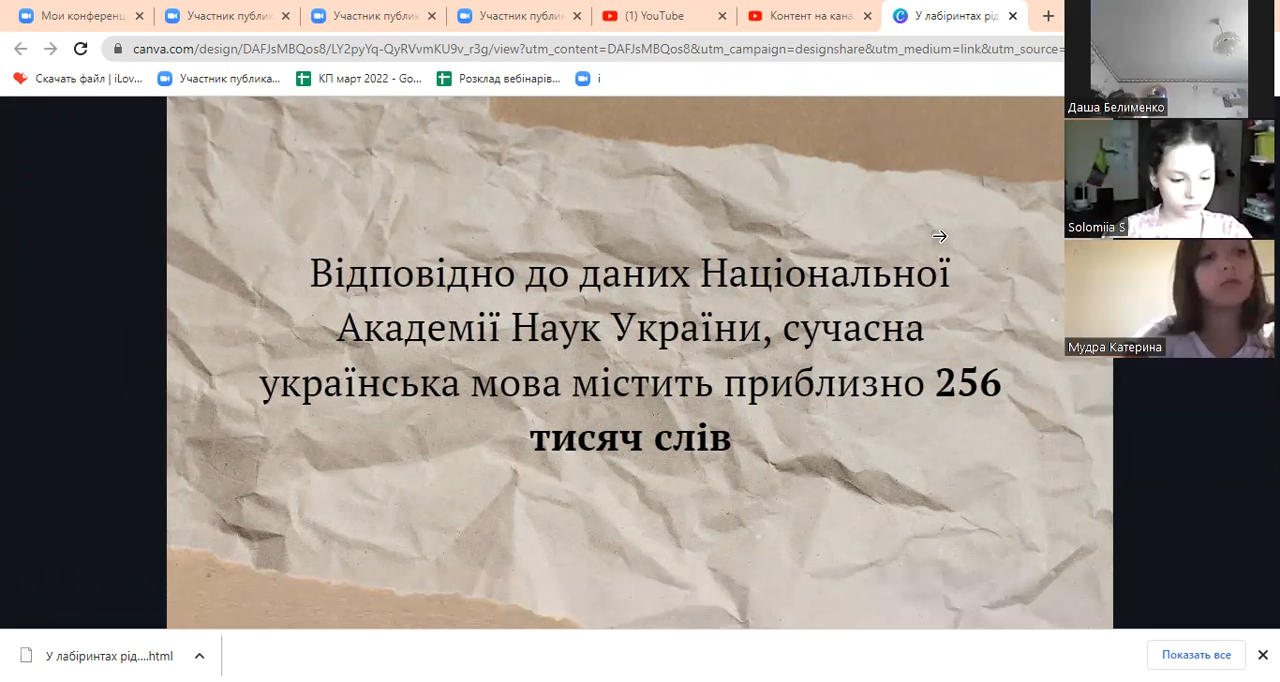 Мои конференц
Участник публик
Участник публик
Участник публи
(1) YouTube
Контент на кана
У лабіринтах рід
canva.com/design/DAFJsMBQos8/LY2pyYq-QyRVvmKU9v_r3g/view?utm_content=DAFJsMBQos8&utm_campaign=designshare&utm_medium=link&utm_source=
Скачать файл | iLov...
Участник публика...
КП март 2022 - Go...
Розклад вебінарів...
i
Даша Белименко
Solomiia S
Мудра Катерина
Відповідно до даних Національної
Академії Наук України, сучасна
українська мова містить приблизно 256
тисяч слів
У лабіринтах рід....html
Показать все